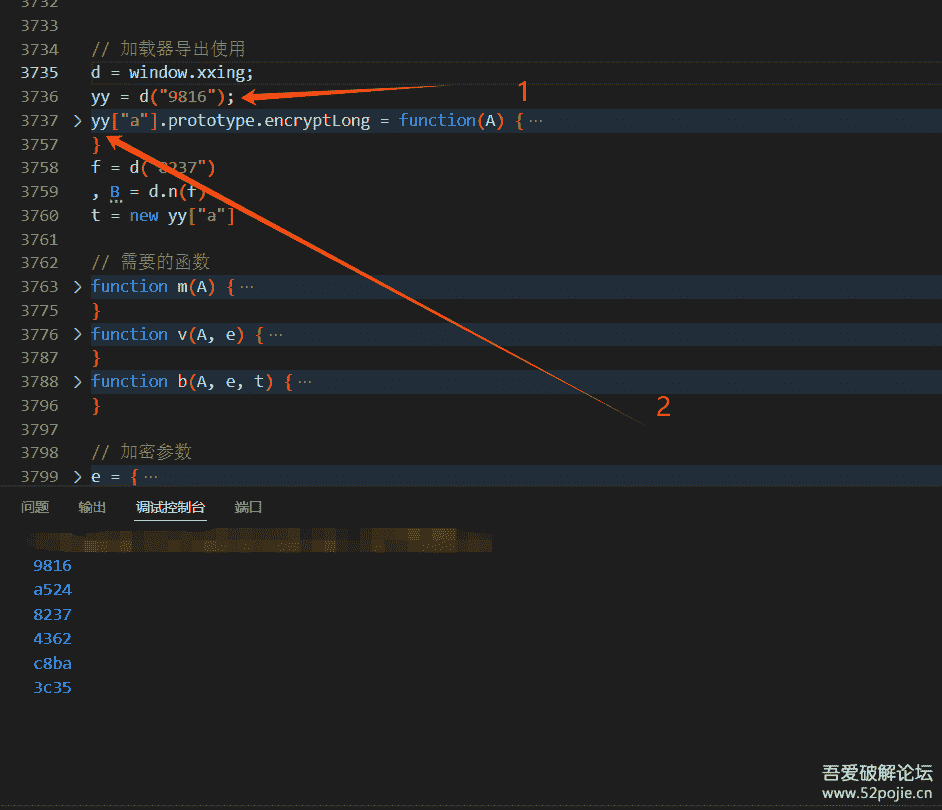 3732
3733
3734 // 加载器导出使用
3735 d = window.xxing;
3736 yy = d("9816"); 1
3737 > yy["a"].prototype.encryptLong = function(A) { ···
3757 }
3758 f = d("8237")
3759 , B = d.n(f)
3760 t = new yy["a"]
3761
3762 // 需要的函数
3763 > function m(A) { ···
3775 }
3776 > function v(A, e) { ···
3787 }
3788 > function b(A, e, t) { ···
3796 } 2
3797
3798 // 加密参数
3799 > e = { ···
问题 输出 调试控制台 端口
9816
a524
8237
4362
c8ba
3c35
吾爱破解论坛
www.52pojie.cn